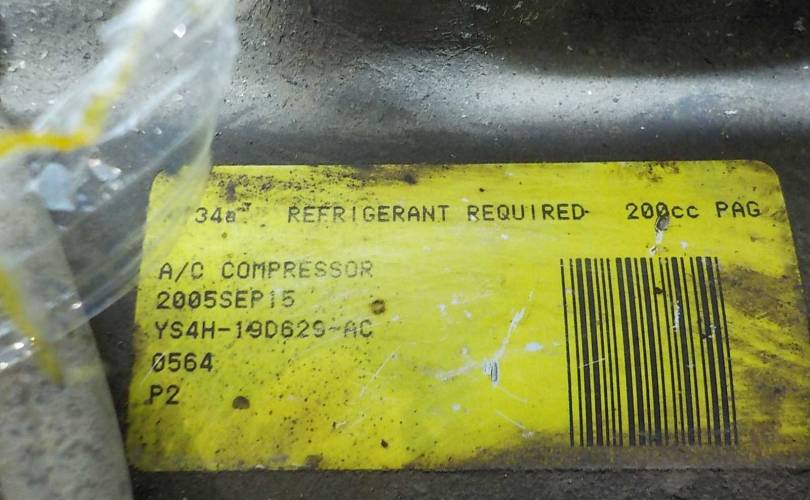 34a REFRIGERANT REQUIRED 200cc PAG
A/C COMPRESSOR
2005SEP15
YS4H-19D629-AC
0564
P2